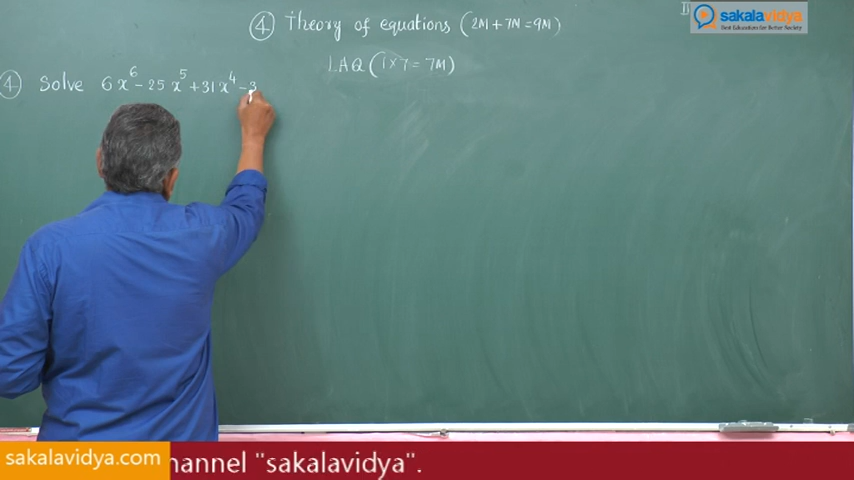 ④ Theory of equations (2M + 7M = 9M)
sakalavidya
LAQ (1×7 = 7M)
④ Solve 6x⁶ – 25x⁵ + 31x⁴ – 3
sakalavidya.com
hannel "sakalavidya".